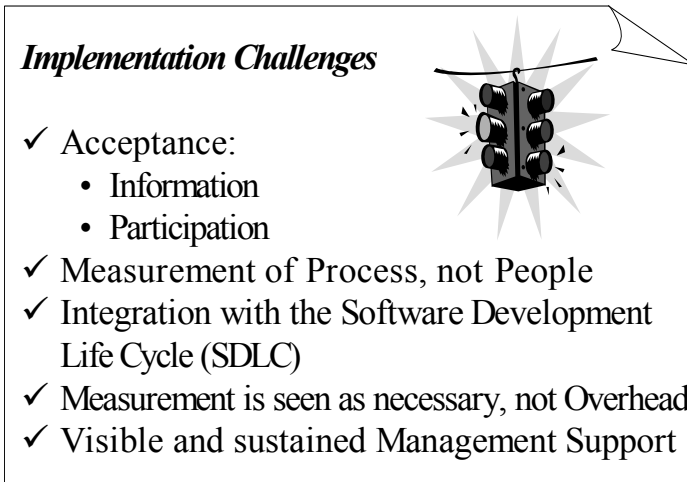 Implementation Challenges
✓ Acceptance:
• Information
• Participation
✓ Measurement of Process, not People
✓ Integration with the Software Development
Life Cycle (SDLC)
✓ Measurement is seen as necessary, not Overhead
✓ Visible and sustained Management Support